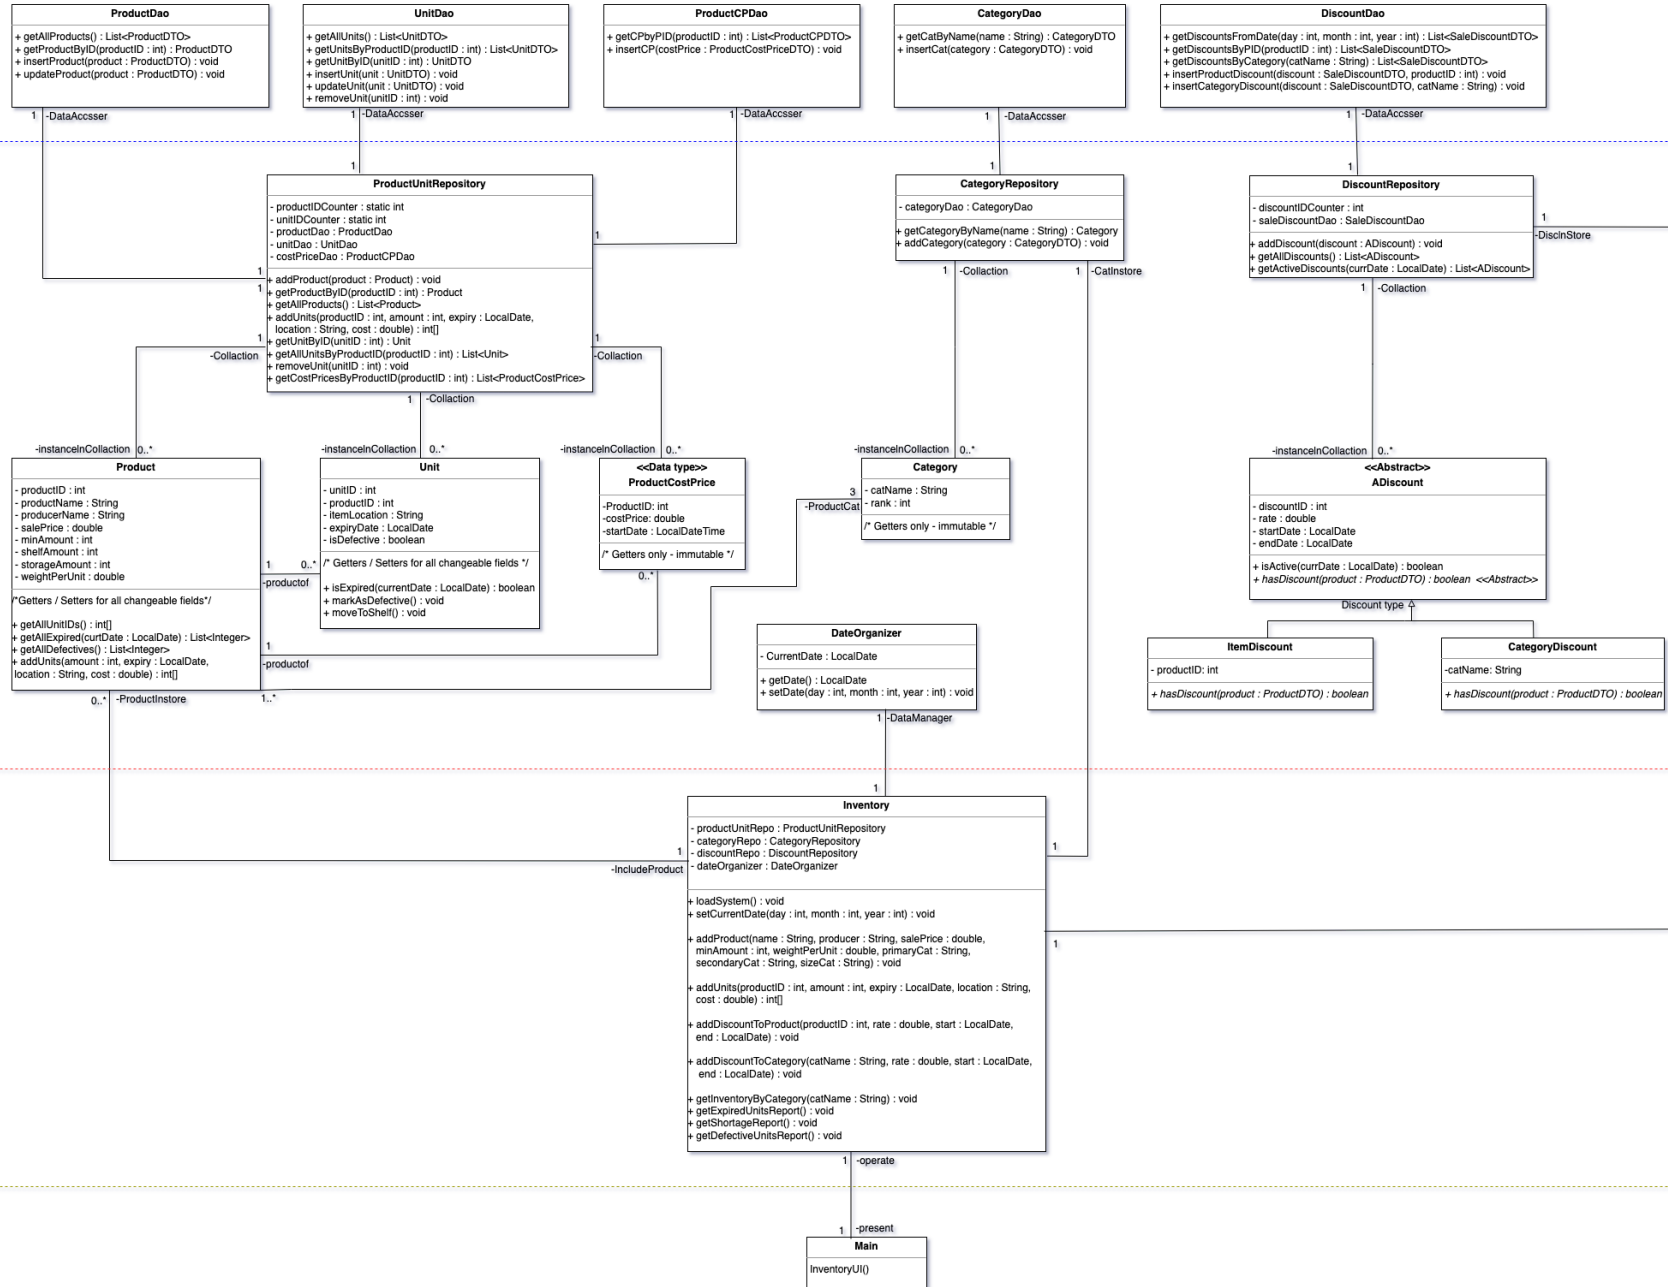 ProductDao
+ getAllProducts() : List<ProductDTO>
+ getProductByID(productID : int) : ProductDTO
+ insertProduct(product : ProductDTO) : void
+ updateProduct(product : ProductDTO) : void
UnitDao
+ getAllUnits() : List<UnitDTO>
+ getUnitsByProductID(productID : int) : List<UnitDTO>
+ getUnitByID(unitID : int) : UnitDTO
+ insertUnit(unit : UnitDTO) : void
+ updateUnit(unit : UnitDTO) : void
+ removeUnit(unitID : int) : void
ProductCPDao
+ getCPbyPID(productID : int) : List<ProductCPDTO>
+ insertCP(costPrice : ProductCostPriceDTO) : void
CategoryDao
+ getCatByName(name : String) : CategoryDTO
+ insertCat(category : CategoryDTO) : void
DiscountDao
+ getDiscountsFromDate(day : int, month : int, year : int) : List<SaleDiscountDTO>
+ getDiscountsByPID(productID : int) : List<SaleDiscountDTO>
+ getDiscountsByCategory(catName : String) : List<SaleDiscountDTO>
+ insertProductDiscount(discount : SaleDiscountDTO, productID : int) : void
+ insertCategoryDiscount(discount : SaleDiscountDTO, catName : String) : void
1 -DataAccsser
1 -DataAccsser
1 -DataAccsser
1 -DataAccsser
1 -DataAccsser
1
1
1
ProductUnitRepository
- productIDCounter : static int
- unitIDCounter : static int
- productDao : ProductDao
- unitDao : UnitDao
- costPriceDao : ProductCPDao
+ addProduct(product : Product) : void
+ getProductByID(productID : int) : Product
+ getAllProducts() : List<Product>
+ addUnits(productID : int, amount : int, expiry : LocalDate,
location : String, cost : double) : int[]
+ getUnitByID(unitID : int) : Unit
+ getAllUnitsByProductID(productID : int) : List<Unit>
+ removeUnit(unitID : int) : void
+ getCostPricesByProductID(productID : int) : List<ProductCostPrice>
1
1
1
CategoryRepository
- categoryDao : CategoryDao
+ getCategoryByName(name : String) : Category
+ addCategory(category : CategoryDTO) : void
DiscountRepository
- discountIDCounter : int
- saleDiscountDao : SaleDiscountDao
+ addDiscount(discount : ADiscount) : void
+ getAllDiscounts() : List<ADiscount>
+ getActiveDiscounts(currDate : LocalDate) : List<ADiscount>
1
-DiscInStore
1 -Collaction
1 -CatInstore
1 -Collaction
1
-Collaction
1
-Collaction
1 -Collaction
-instanceInCollaction 0..*
-instanceInCollaction 0..*
-instanceInCollaction 0..*
-instanceInCollaction 0..*
-instanceInCollaction 0..*
Product
- productID : int
- productName : String
- producerName : String
- salePrice : double
- minAmount : int
- shelfAmount : int
- storageAmount : int
- weightPerUnit : double
/*Getters / Setters for all changeable fields*/
+ getAllUnitIDs() : int[]
+ getAllExpired(curtDate : LocalDate) : List<Integer>
+ getAllDefectives() : List<Integer>
+ addUnits(amount : int, expiry : LocalDate,
location : String, cost : double) : int[]
1 0..*
-productof
Unit
- unitID : int
- productID : int
- itemLocation : String
- expiryDate : LocalDate
- isDefective : boolean
/* Getters / Setters for all changeable fields */
+ isExpired(currentDate : LocalDate) : boolean
+ markAsDefective() : void
+ moveToShelf() : void
<<Data type>>
ProductCostPrice
-ProductID: int
-costPrice: double
-startDate : LocalDateTime
/* Getters only - immutable */
0..*
1
-productof
3
-ProductCat
Category
- catName : String
- rank : int
/* Getters only - immutable */
<<Abstract>>
ADiscount
- discountID : int
- rate : double
- startDate : LocalDate
- endDate : LocalDate
+ isActive(currDate : LocalDate) : boolean
+ hasDiscount(product : ProductDTO) : boolean <<Abstract>>
Discount type
ItemDiscount
- productID: int
+ hasDiscount(product : ProductDTO) : boolean
CategoryDiscount
-catName: String
+ hasDiscount(product : ProductDTO) : boolean
DateOrganizer
- CurrentDate : LocalDate
+ getDate() : LocalDate
+ setDate(day : int, month : int, year : int) : void
0..* -ProductInstore
1..*
1 -DataManager
1
Inventory
- productUnitRepo : ProductUnitRepository
- categoryRepo : CategoryRepository
- discountRepo : DiscountRepository
- dateOrganizer : DateOrganizer
+ loadSystem() : void
+ setCurrentDate(day : int, month : int, year : int) : void
+ addProduct(name : String, producer : String, salePrice : double,
minAmount : int, weightPerUnit : double, primaryCat : String,
secondaryCat : String, sizeCat : String) : void
+ addUnits(productID : int, amount : int, expiry : LocalDate, location : String,
cost : double) : int[]
+ addDiscountToProduct(productID : int, rate : double, start : LocalDate,
end : LocalDate) : void
+ addDiscountToCategory(catName : String, rate : double, start : LocalDate,
end : LocalDate) : void
+ getInventoryByCategory(catName : String) : void
+ getExpiredUnitsReport() : void
+ getShortageReport() : void
+ getDefectiveUnitsReport() : void
1
-IncludeProduct
1
1
1 -operate
1 -present
Main
InventoryUI()